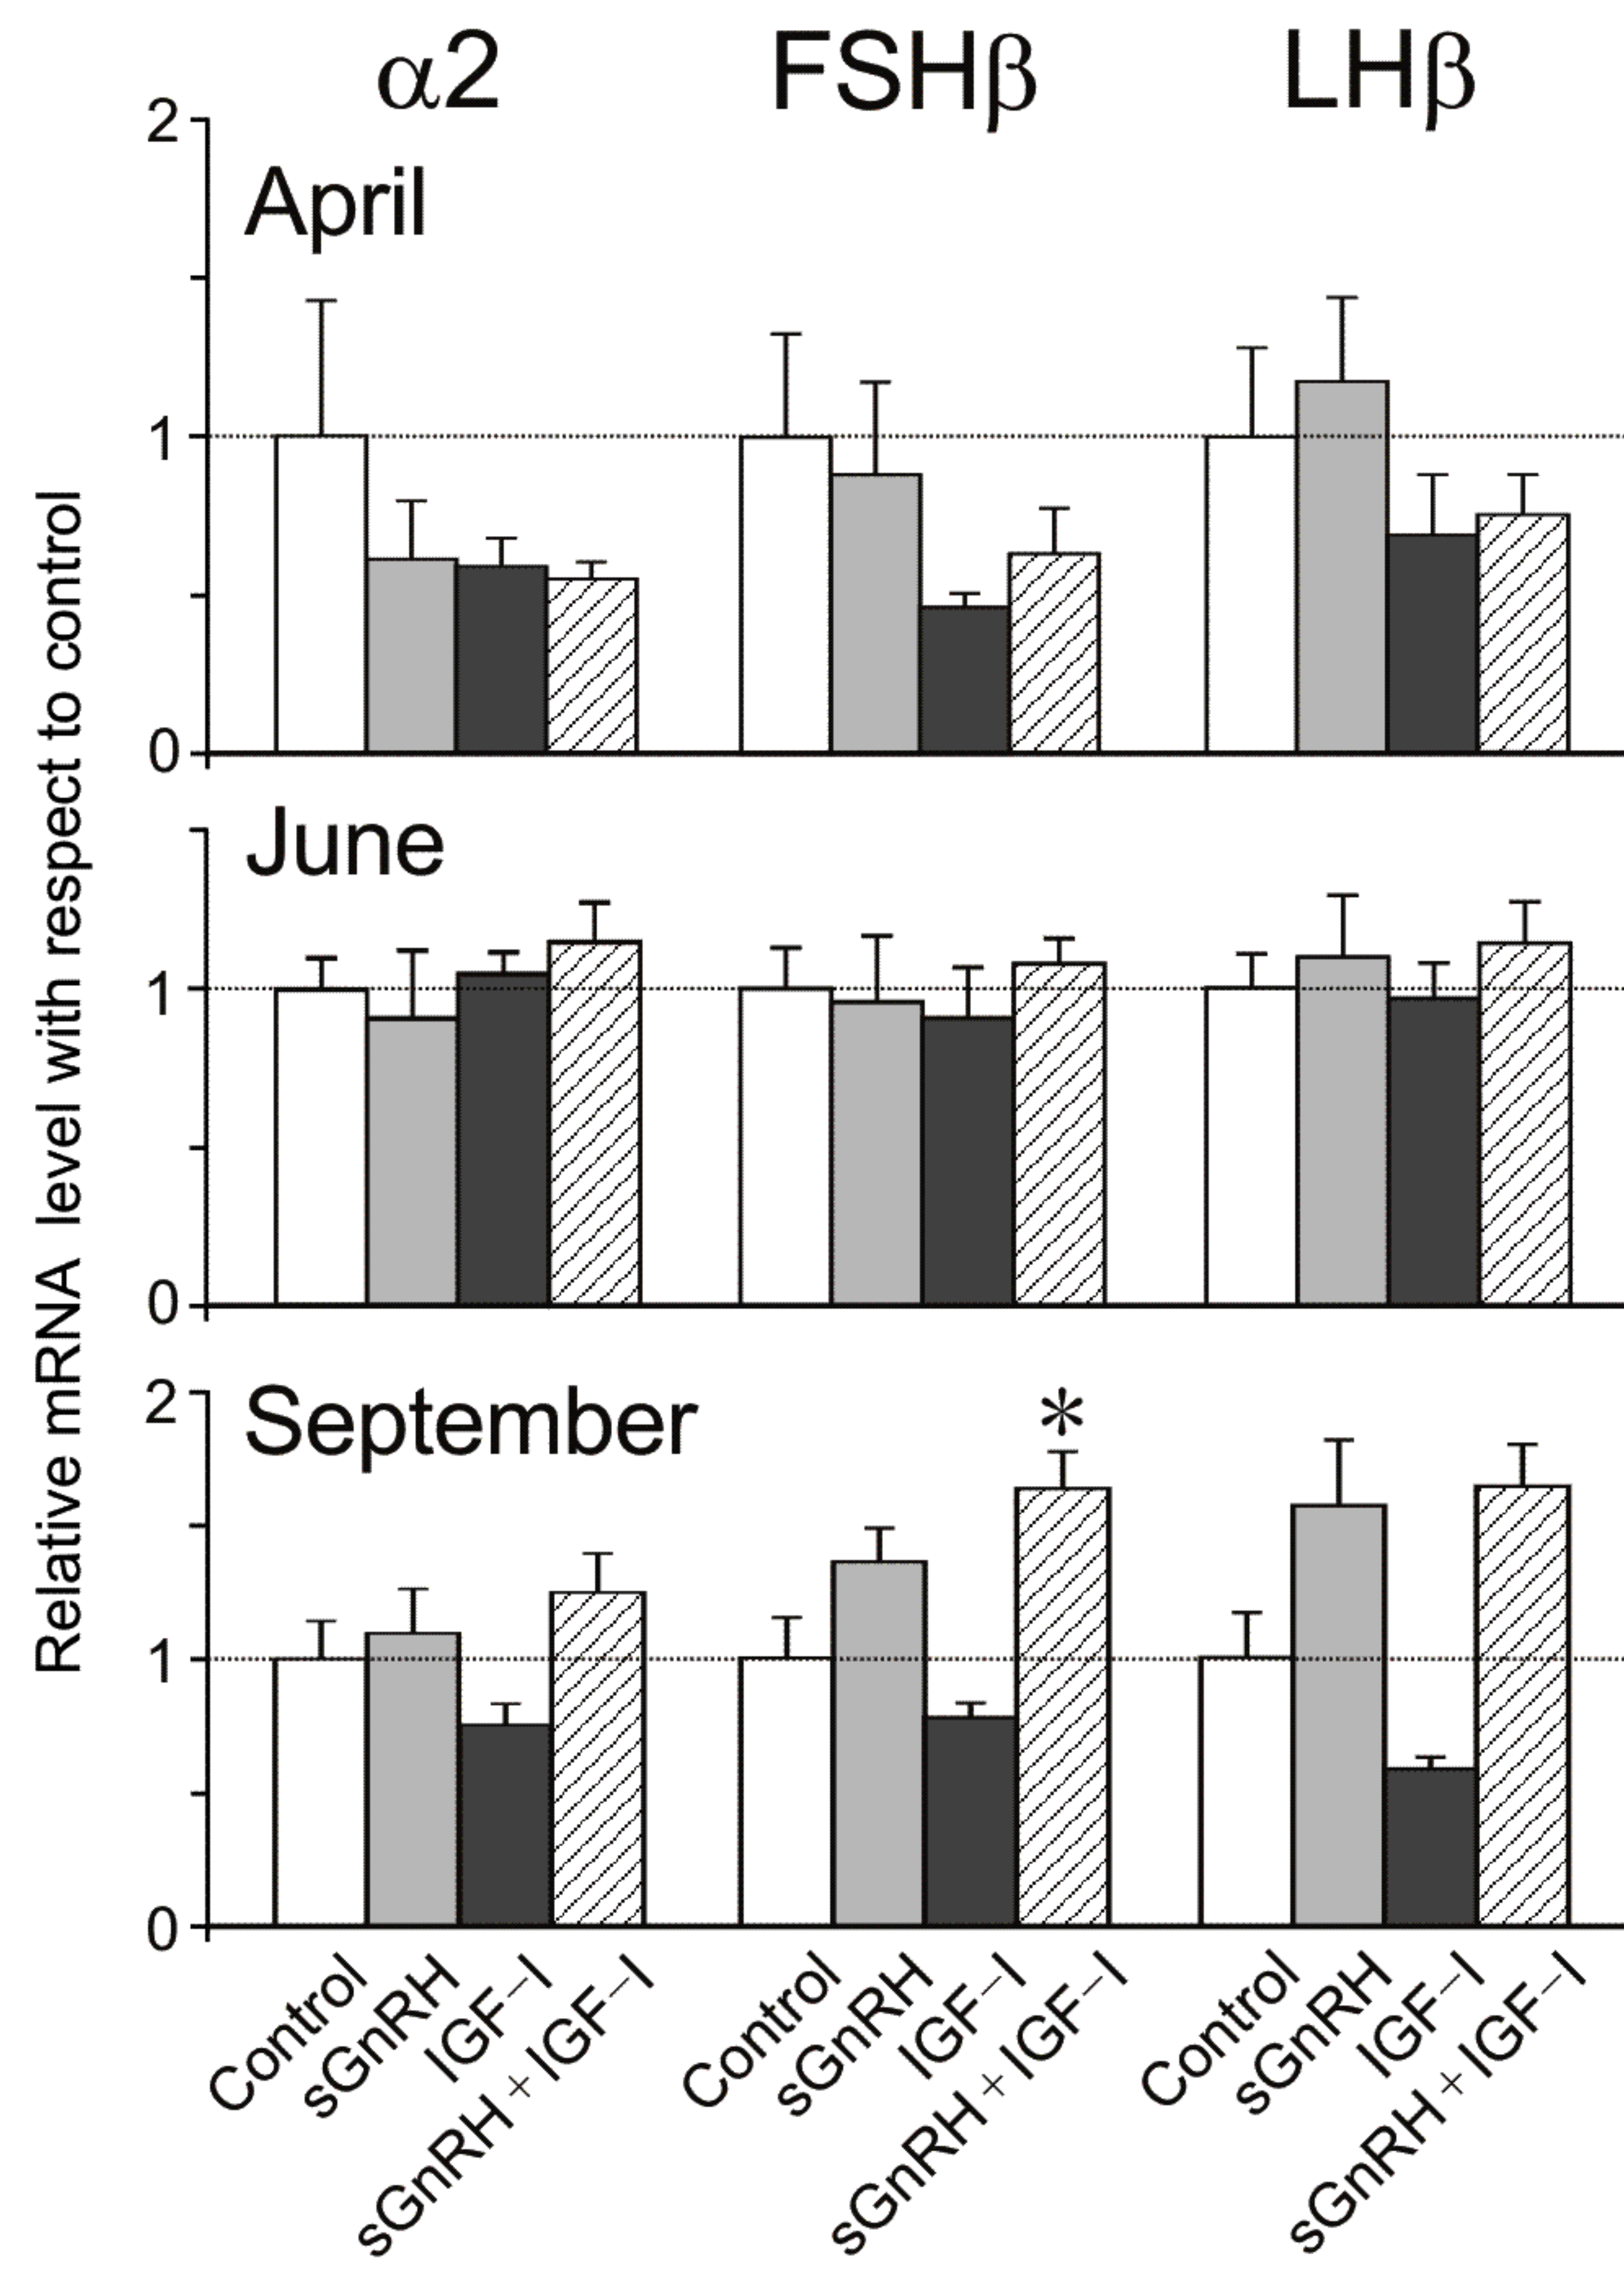 α2 FSHβ LHβ
Relative mRNA level with respect to control
2
April
1
0
June
1
0
2
September
*
1
0
Control
sGnRH
IGF–I
sGnRH + IGF–I
Control
sGnRH
IGF–I
sGnRH + IGF–I
Control
sGnRH
IGF–I
sGnRH + IGF–I